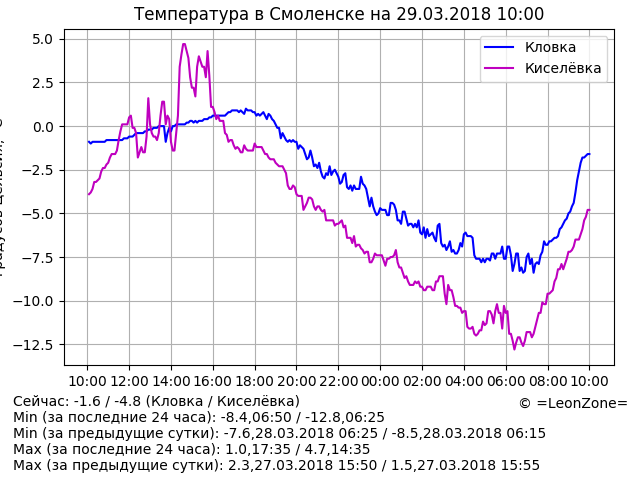 Температура в Смоленске на 29.03.2018 10:00
Кловка
Киселёвка
5.0
2.5
0.0
−2.5
−5.0
−7.5
−10.0
−12.5
10:00 12:00 14:00 16:00 18:00 20:00 22:00 00:00 02:00 04:00 06:00 08:00 10:00
Сейчас: -1.6 / -4.8 (Кловка / Киселёвка)
© =LeonZone=
Min (за последние 24 часа): -8.4,06:50 / -12.8,06:25
Min (за предыдущие сутки): -7.6,28.03.2018 06:25 / -8.5,28.03.2018 06:15
Max (за последние 24 часа): 1.0,17:35 / 4.7,14:35
Max (за предыдущие сутки): 2.3,27.03.2018 15:50 / 1.5,27.03.2018 15:55